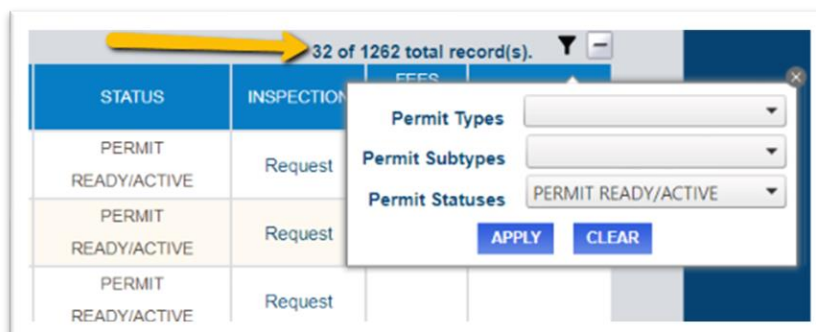 32 of 1262 total record(s).
STATUS INSPECTION FEES
PERMIT READY/ACTIVE Request
PERMIT READY/ACTIVE Request
PERMIT READY/ACTIVE Request
Permit Types
Permit Subtypes
Permit Statuses PERMIT READY/ACTIVE
APPLY CLEAR